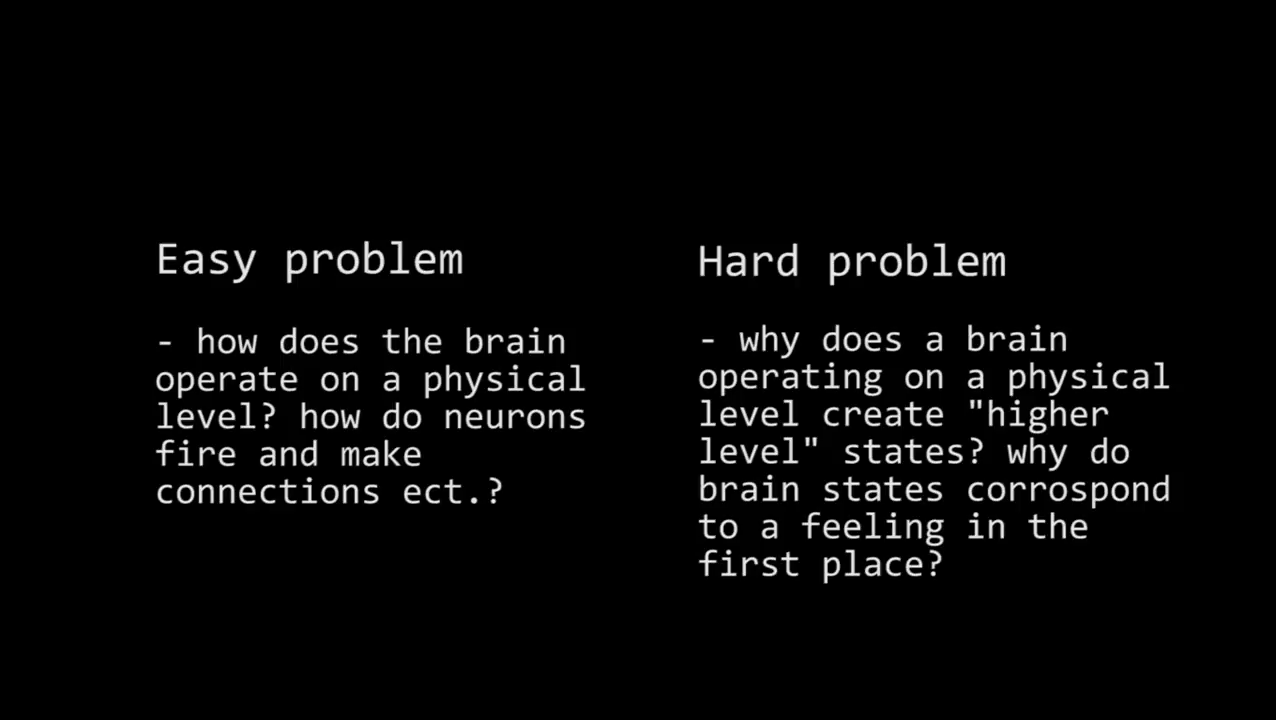 Easy problem
- how does the brain
operate on a physical
level? how do neurons
fire and make
connections ect.?
Hard problem
- why does a brain
operating on a physical
level create "higher
level" states? why do
brain states corrospond
to a feeling in the
first place?